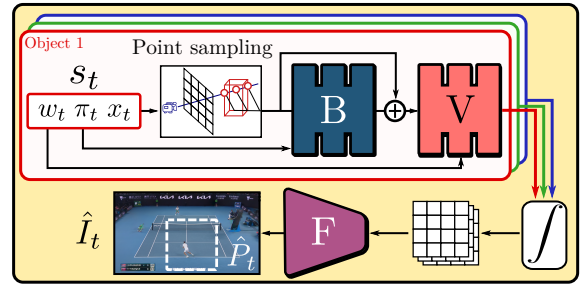 Object 1
Point sampling
s_t
w_t π_t x_t
B
V
F
∫
Î_t
P̂_t